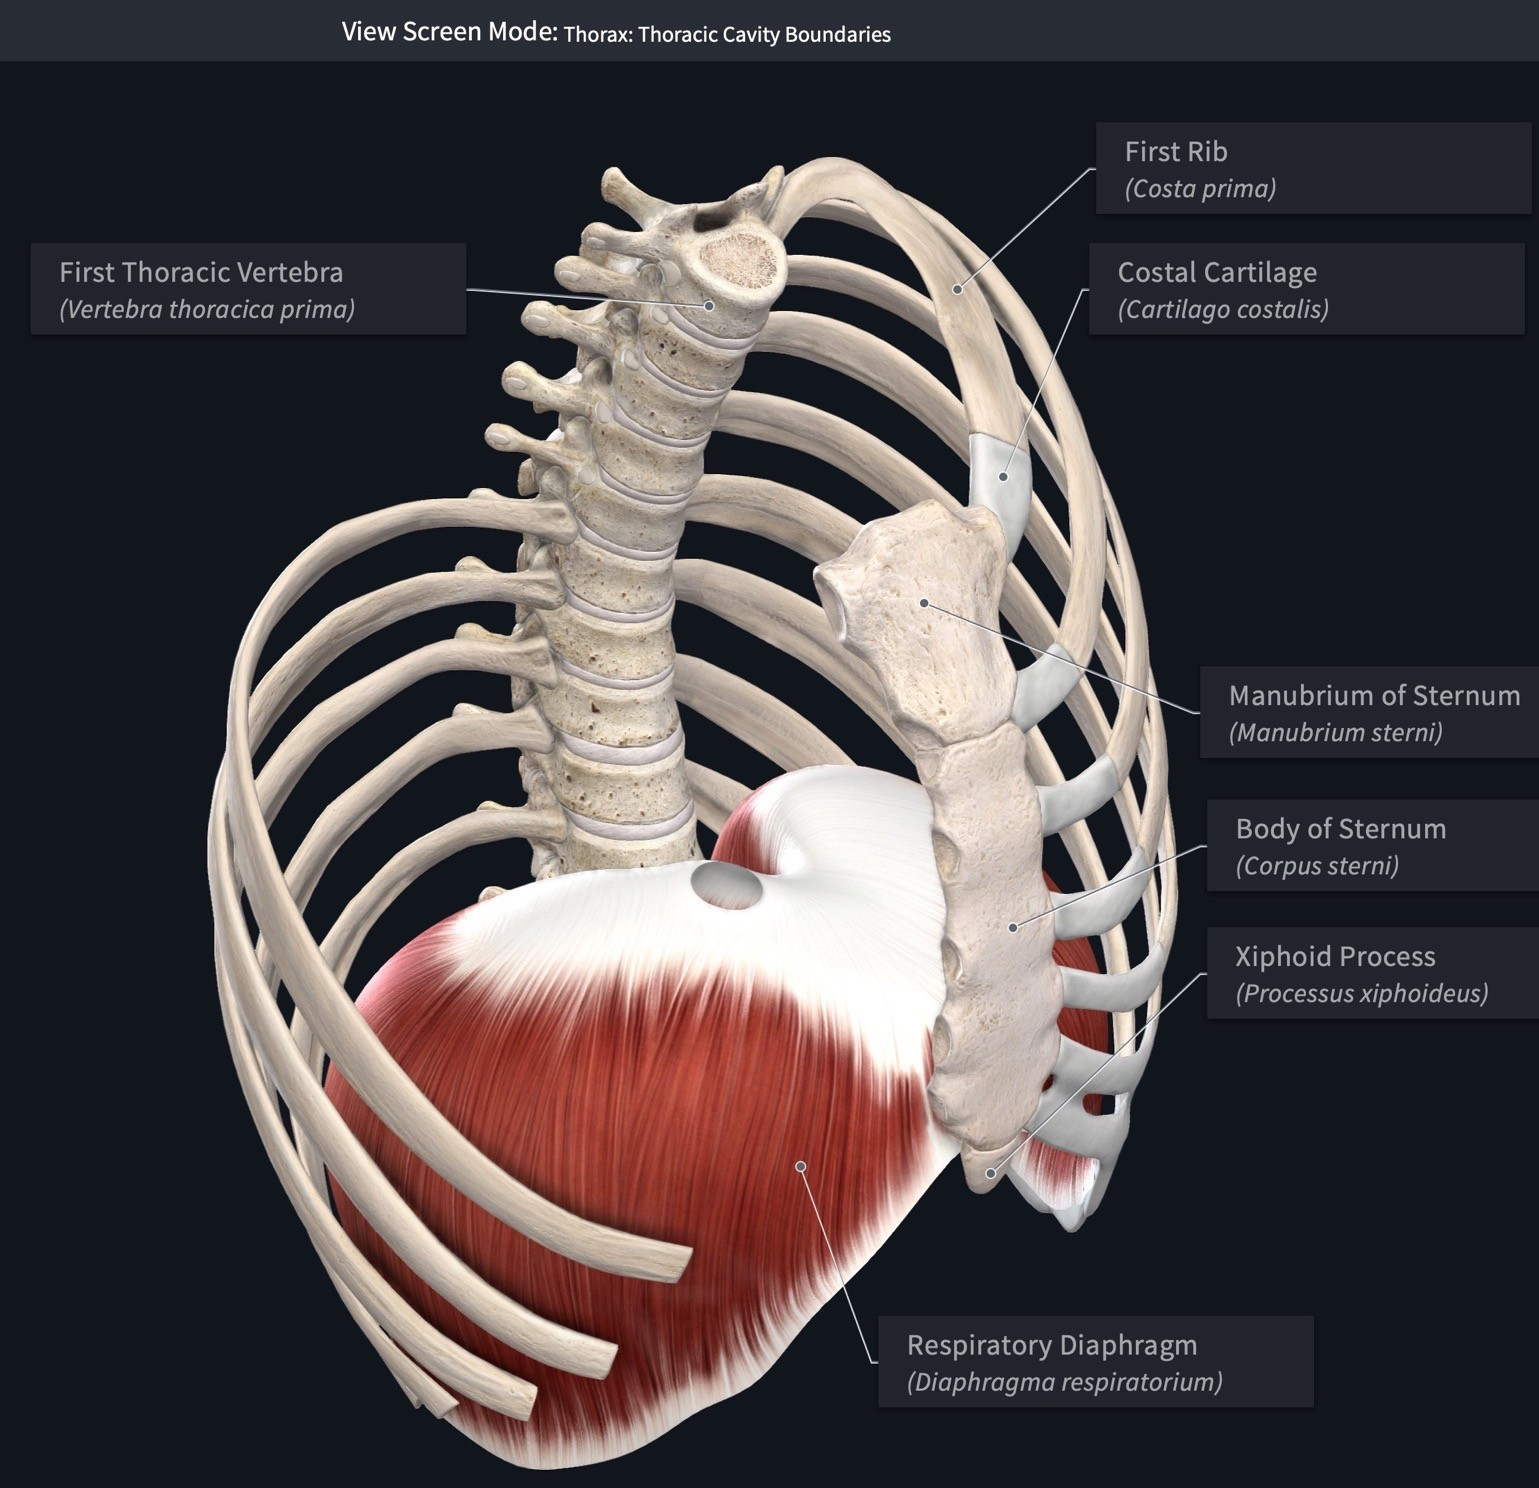 View Screen Mode: Thorax: Thoracic Cavity Boundaries
First Rib
(Costa prima)
First Thoracic Vertebra
(Vertebra thoracica prima)
Costal Cartilage
(Cartilago costalis)
Manubrium of Sternum
(Manubrium sterni)
Body of Sternum
(Corpus sterni)
Xiphoid Process
(Processus xiphoideus)
Respiratory Diaphragm
(Diaphragma respiratorium)